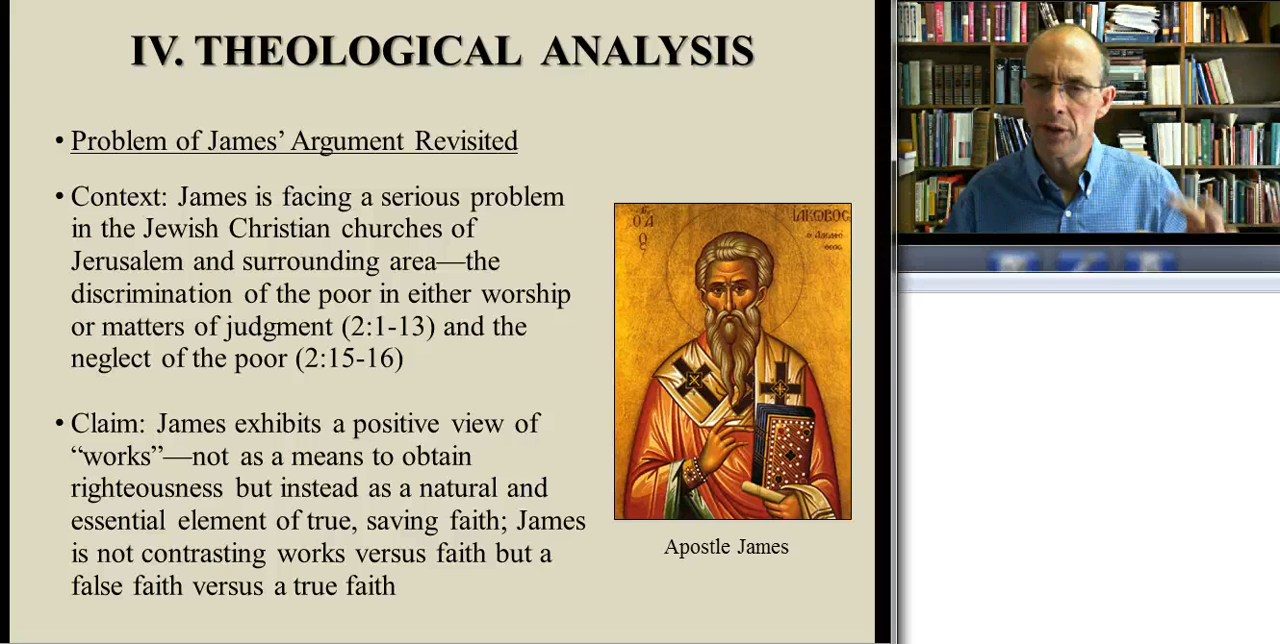 IV. THEOLOGICAL ANALYSIS
• Problem of James' Argument Revisited
• Context: James is facing a serious problem
in the Jewish Christian churches of
Jerusalem and surrounding area—the
discrimination of the poor in either worship
or matters of judgment (2:1-13) and the
neglect of the poor (2:15-16)
• Claim: James exhibits a positive view of
“works”—not as a means to obtain
righteousness but instead as a natural and
essential element of true, saving faith; James
is not contrasting works versus faith but a
false faith versus a true faith
ΙΑΚΩΒΟΣ
Apostle James